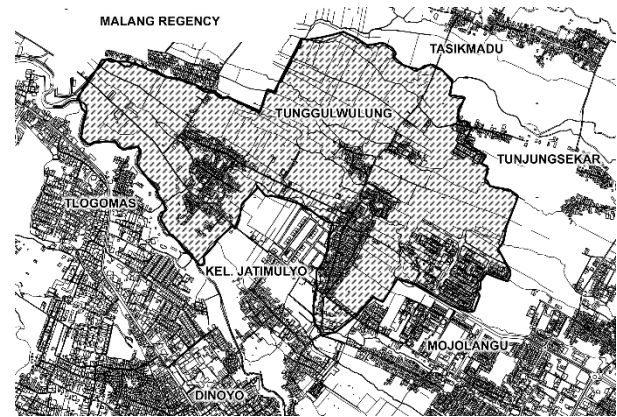 MALANG REGENCY
TASIKMADU
TUNGGULWULUNG
TUNJUNGSEKAR
TLOGOMAS
KEL. JATIMULYO
MOJOLANGU
DINOYO